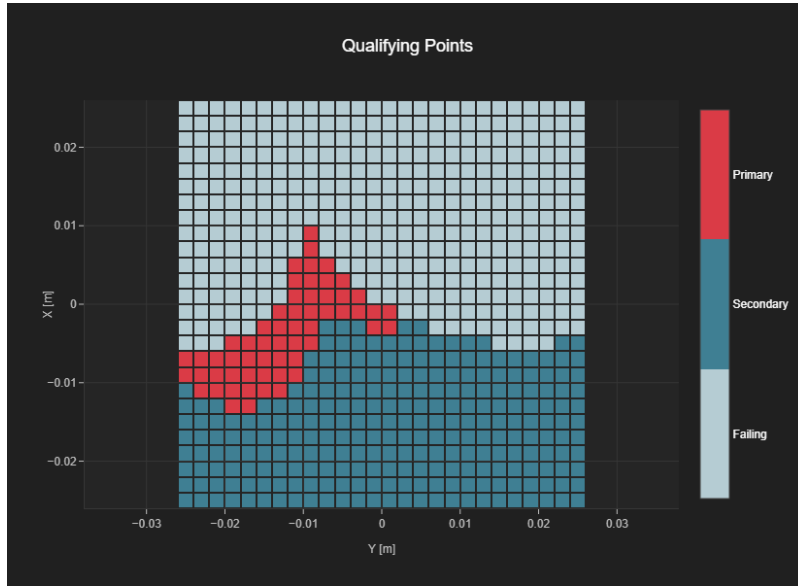 Qualifying Points
0.02
0.01
0
−0.01
−0.02
X [m]
−0.03
−0.02
−0.01
0
0.01
0.02
0.03
Y [m]
Primary
Secondary
Failing